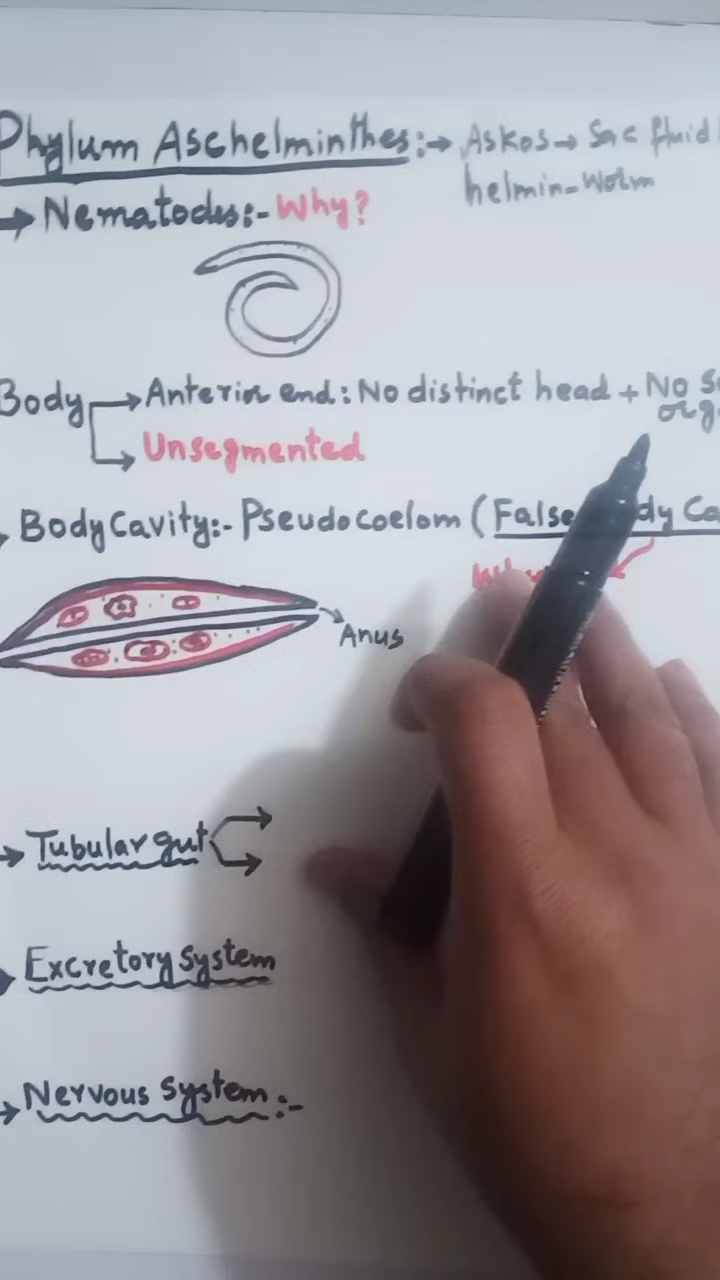 Phylum Aschelminthes:→ Askos→ Sac fluid
helmin-Worm
→ Nematodes:- Why?
Body → Anterior end: No distinct head + No
→ Unsegmented
Body Cavity:- Pseudocoelom (False
Anus
→ Tubular gut
Excretory System
→ Nervous System:-